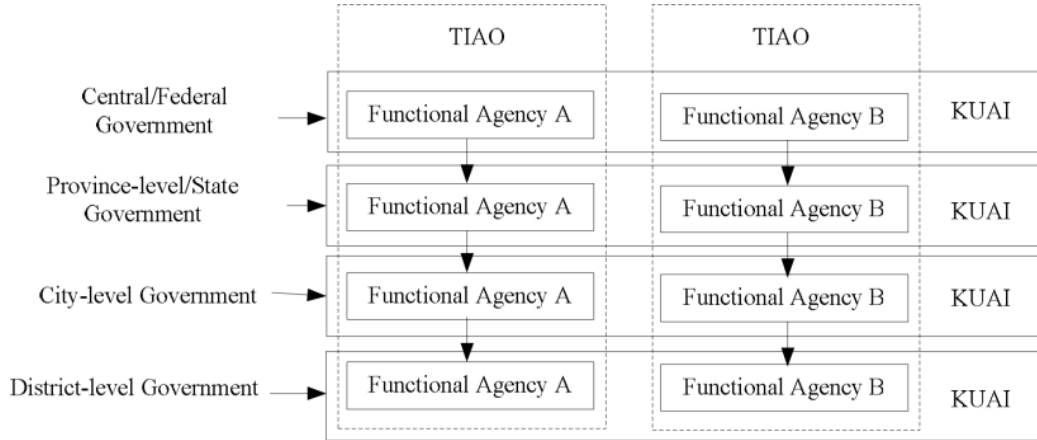 TIAO
TIAO
Central/Federal
Government
Functional Agency A
Functional Agency B
KUAI
Province-level/State
Government
Functional Agency A
Functional Agency B
KUAI
City-level Government
Functional Agency A
Functional Agency B
KUAI
District-level Government
Functional Agency A
Functional Agency B
KUAI